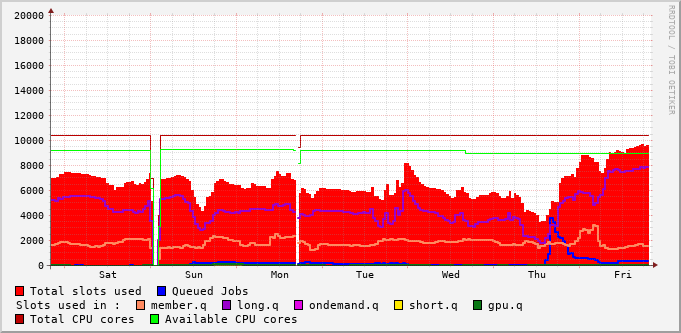 RRDTOOL / TOBI OETIKER
20000
18000
16000
14000
12000
10000
8000
6000
4000
2000
0
Sat Sun Mon Tue Wed Thu Fri
Total slots used Queued Jobs
Slots used in : member.q long.q ondemand.q short.q gpu.q
Total CPU cores Available CPU cores